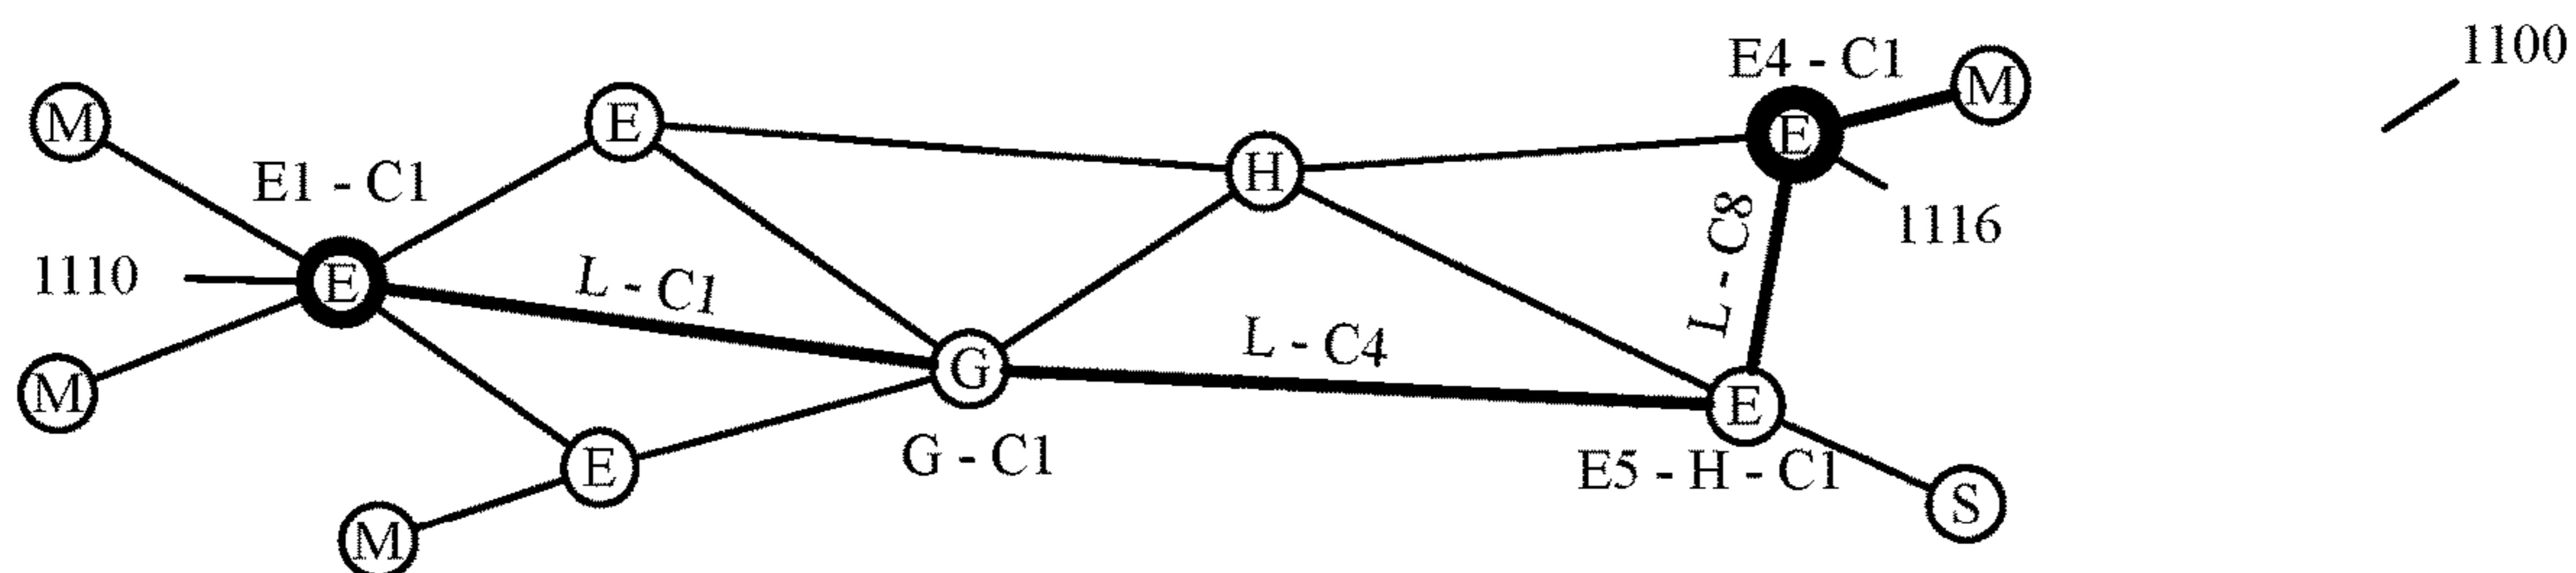 1100
E4 - C1
M
M
E
E
E1 - C1
H
1116
L - C8
1110
E
L - C1
L - C4
G
M
E
G - C1
E5 - H - C1
E
S
M